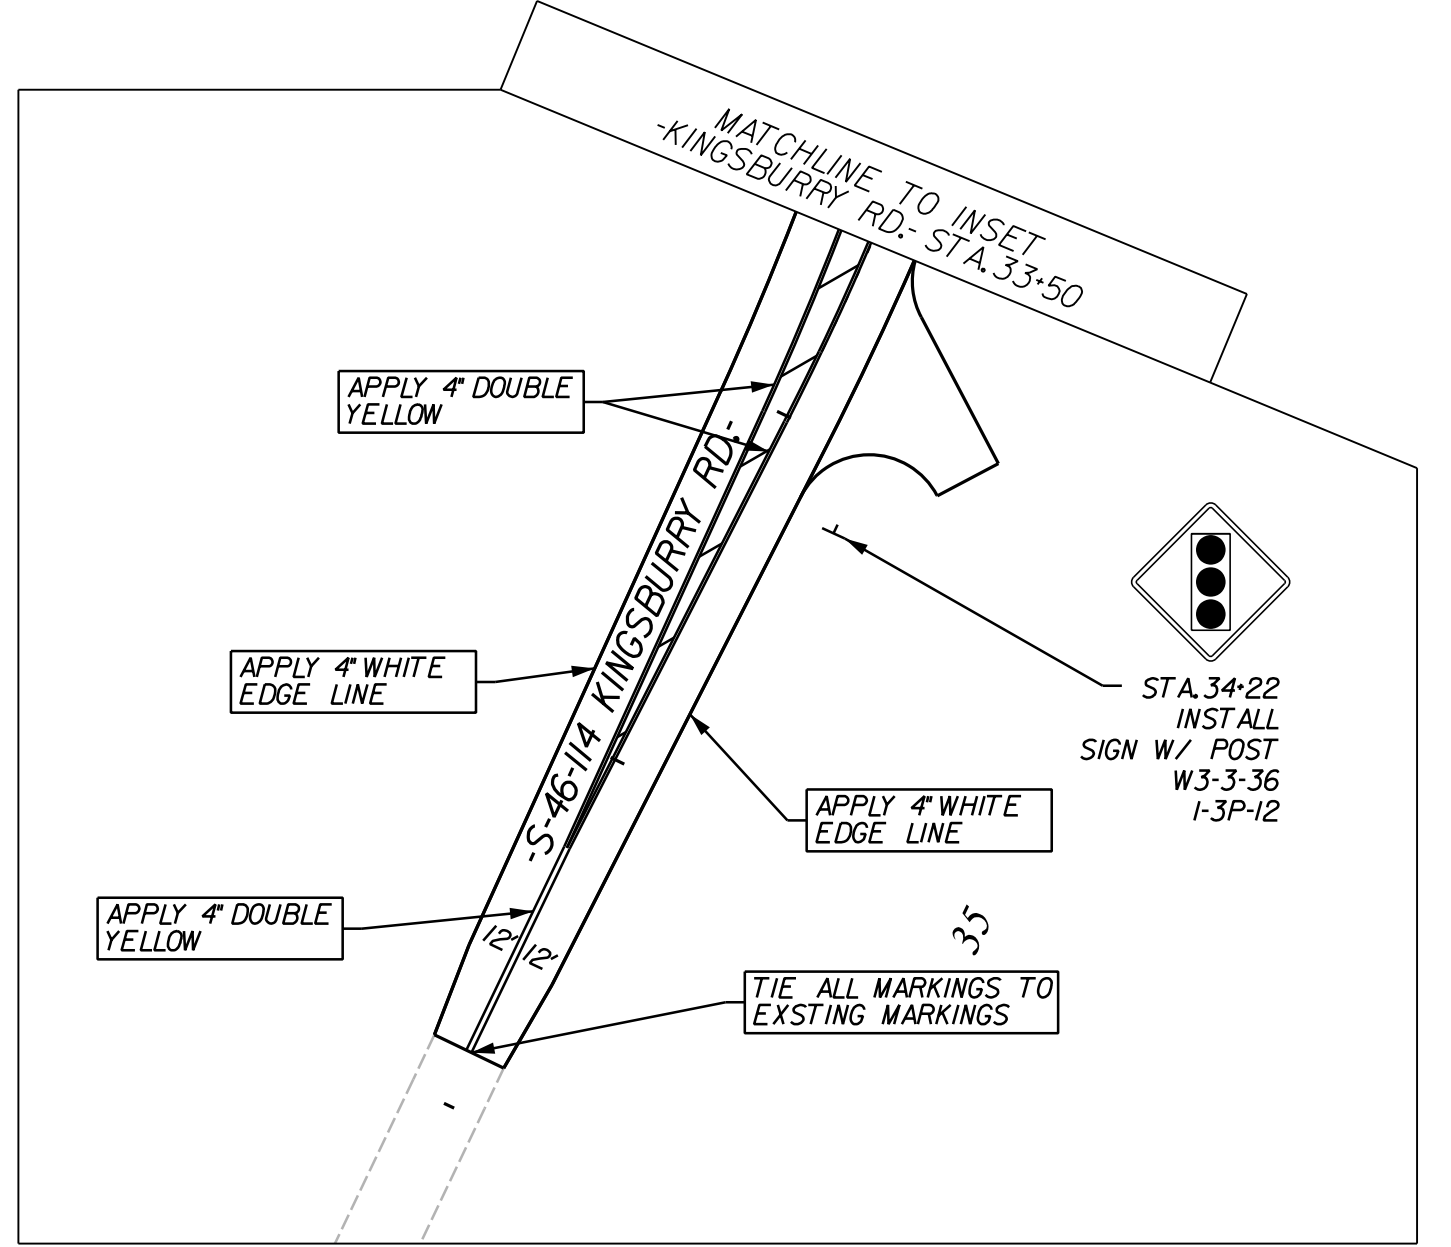 MATCHLINE TO INSET
-KINGSBURRY RD.- STA.33+50
APPLY 4" DOUBLE
YELLOW
-S-46-114 KINGSBURRY RD.-
APPLY 4" WHITE
EDGE LINE
STA.34+22
INSTALL
SIGN W/ POST
W3-3-36
1-3P-12
APPLY 4" WHITE
EDGE LINE
APPLY 4" DOUBLE
YELLOW
12'
12'
35
TIE ALL MARKINGS TO
EXSTING MARKINGS